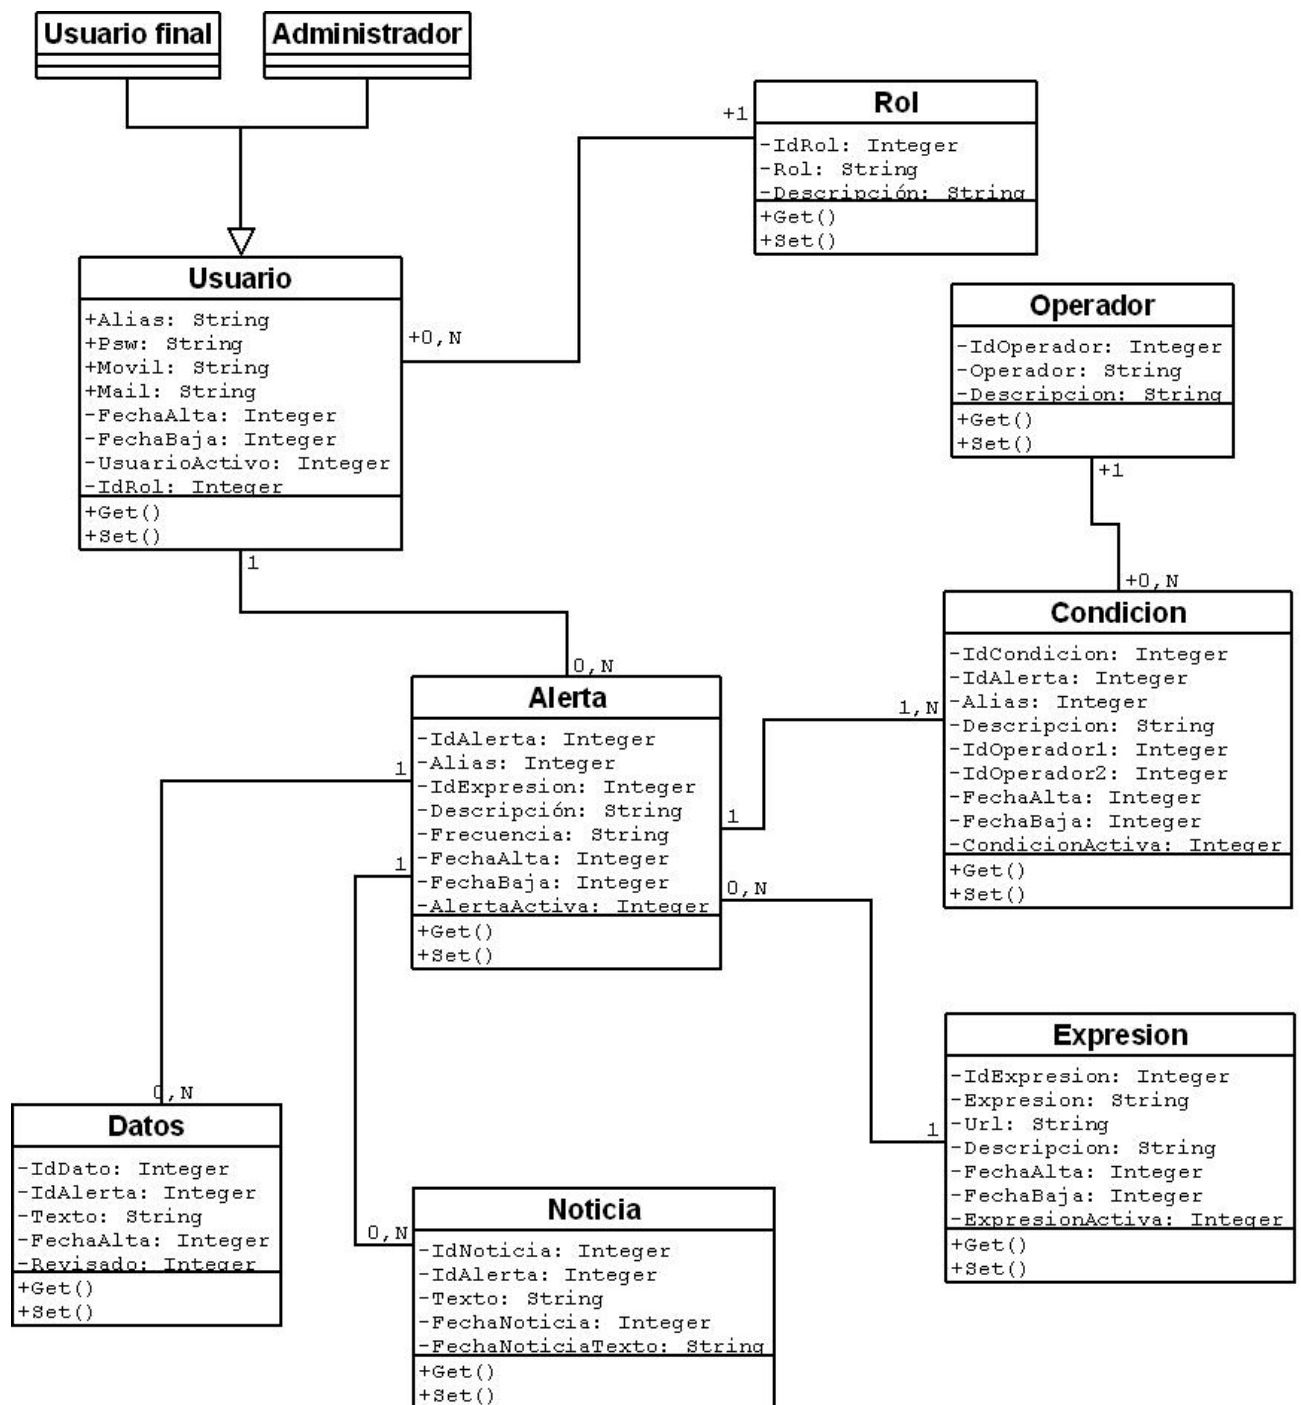 Usuario final
Administrador
Rol
-IdRol: Integer
-Rol: String
-Descripción: String
+Get()
+Set()
+1
+0,N
Usuario
+Alias: String
+Psw: String
+Movil: String
+Mail: String
-FechaAlta: Integer
-FechaBaja: Integer
-UsuarioActivo: Integer
-IdRol: Integer
+Get()
+Set()
1
0,N
Operador
-IdOperador: Integer
-Operador: String
-Descripcion: String
+Get()
+Set()
+1
+0,N
Condicion
-IdCondicion: Integer
-IdAlerta: Integer
-Alias: Integer
-Descripcion: String
-IdOperador1: Integer
-IdOperador2: Integer
-FechaAlta: Integer
-FechaBaja: Integer
-CondicionActiva: Integer
+Get()
+Set()
1,N
1
Alerta
-IdAlerta: Integer
-Alias: Integer
-IdExpresion: Integer
-Descripción: String
-Frecuencia: String
-FechaAlta: Integer
-FechaBaja: Integer
-AlertaActiva: Integer
+Get()
+Set()
1
1
0,N
1
Expresion
-IdExpresion: Integer
-Expresion: String
-Url: String
-Descripcion: String
-FechaAlta: Integer
-FechaBaja: Integer
-ExpresionActiva: Integer
+Get()
+Set()
0,N
Datos
-IdDato: Integer
-IdAlerta: Integer
-Texto: String
-FechaAlta: Integer
-Revisado: Integer
+Get()
+Set()
0,N
Noticia
-IdNoticia: Integer
-IdAlerta: Integer
-Texto: String
-FechaNoticia: Integer
-FechaNoticiaTexto: String
+Get()
+Set()